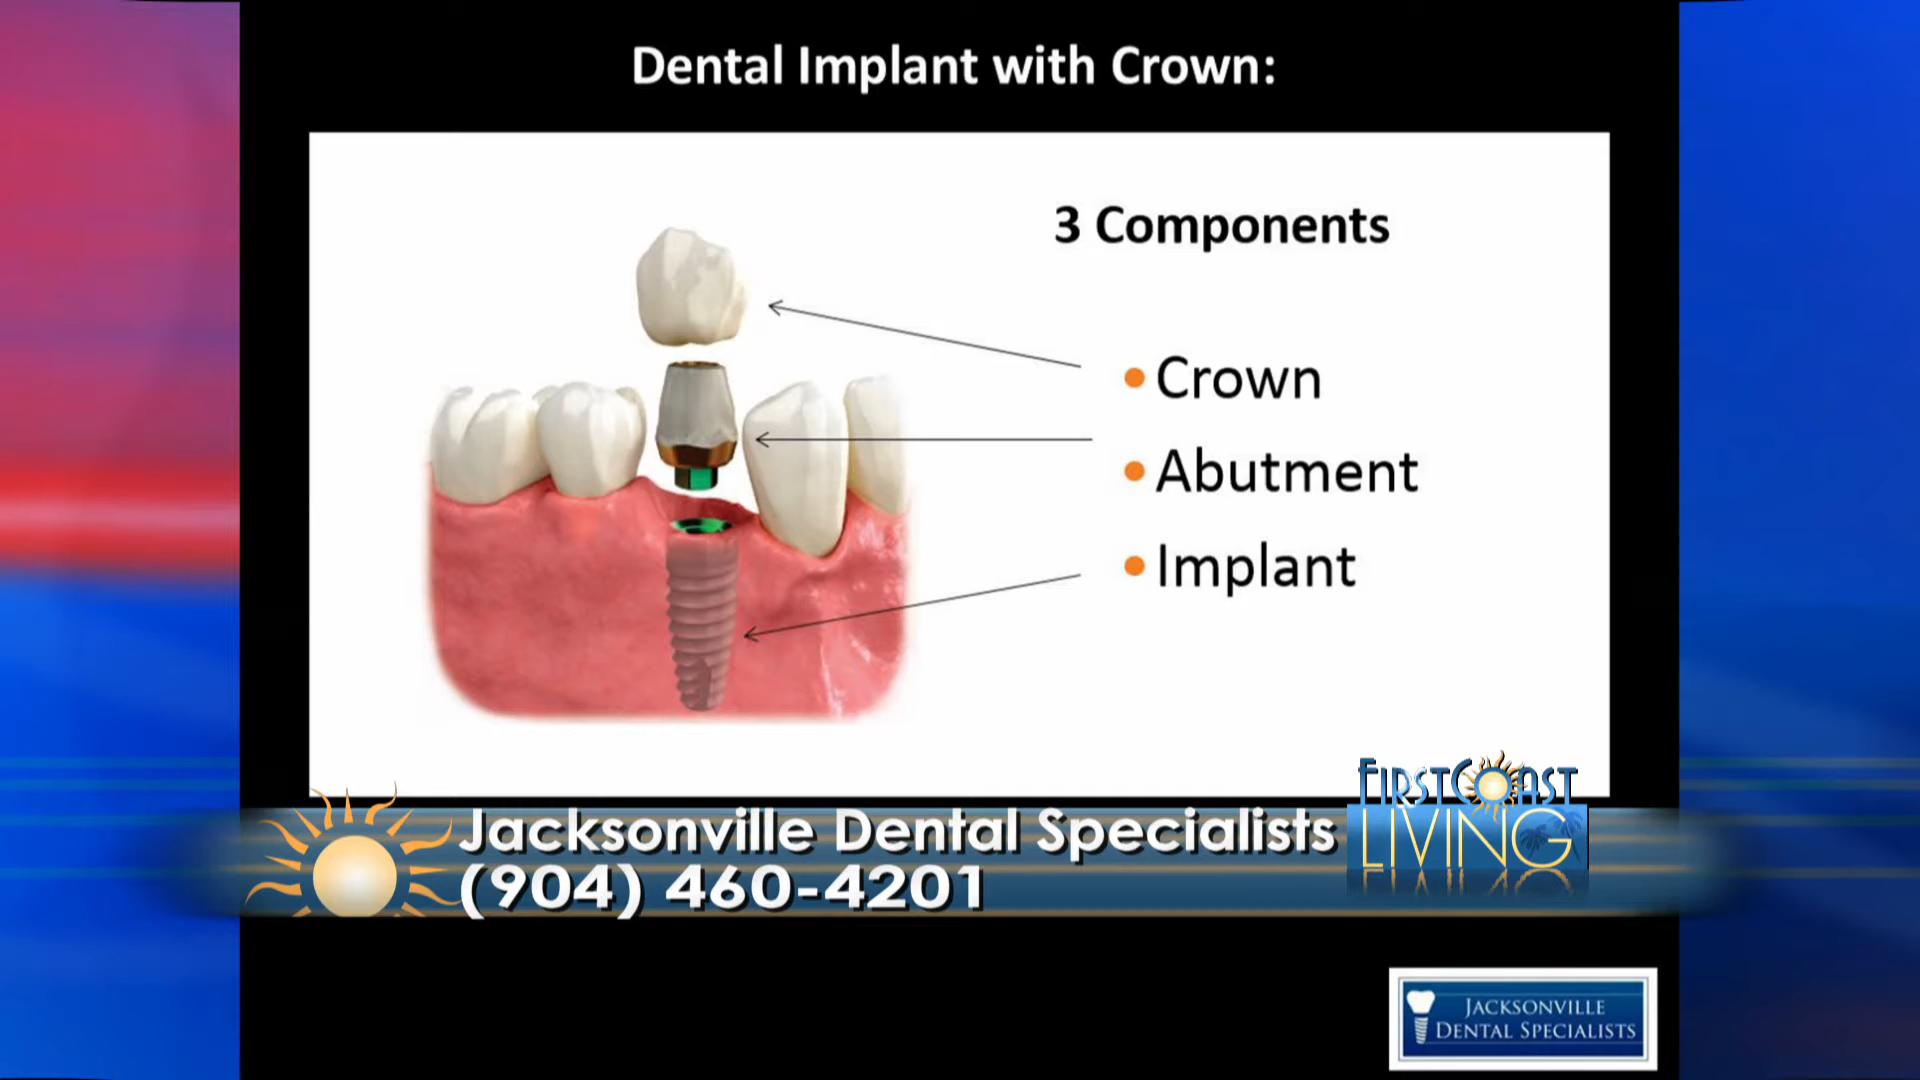 Dental Implant with Crown:
3 Components
• Crown
• Abutment
• Implant
FIRST COAST
LIVING
Jacksonville Dental Specialists
(904) 460-4201
JACKSONVILLE
DENTAL SPECIALISTS